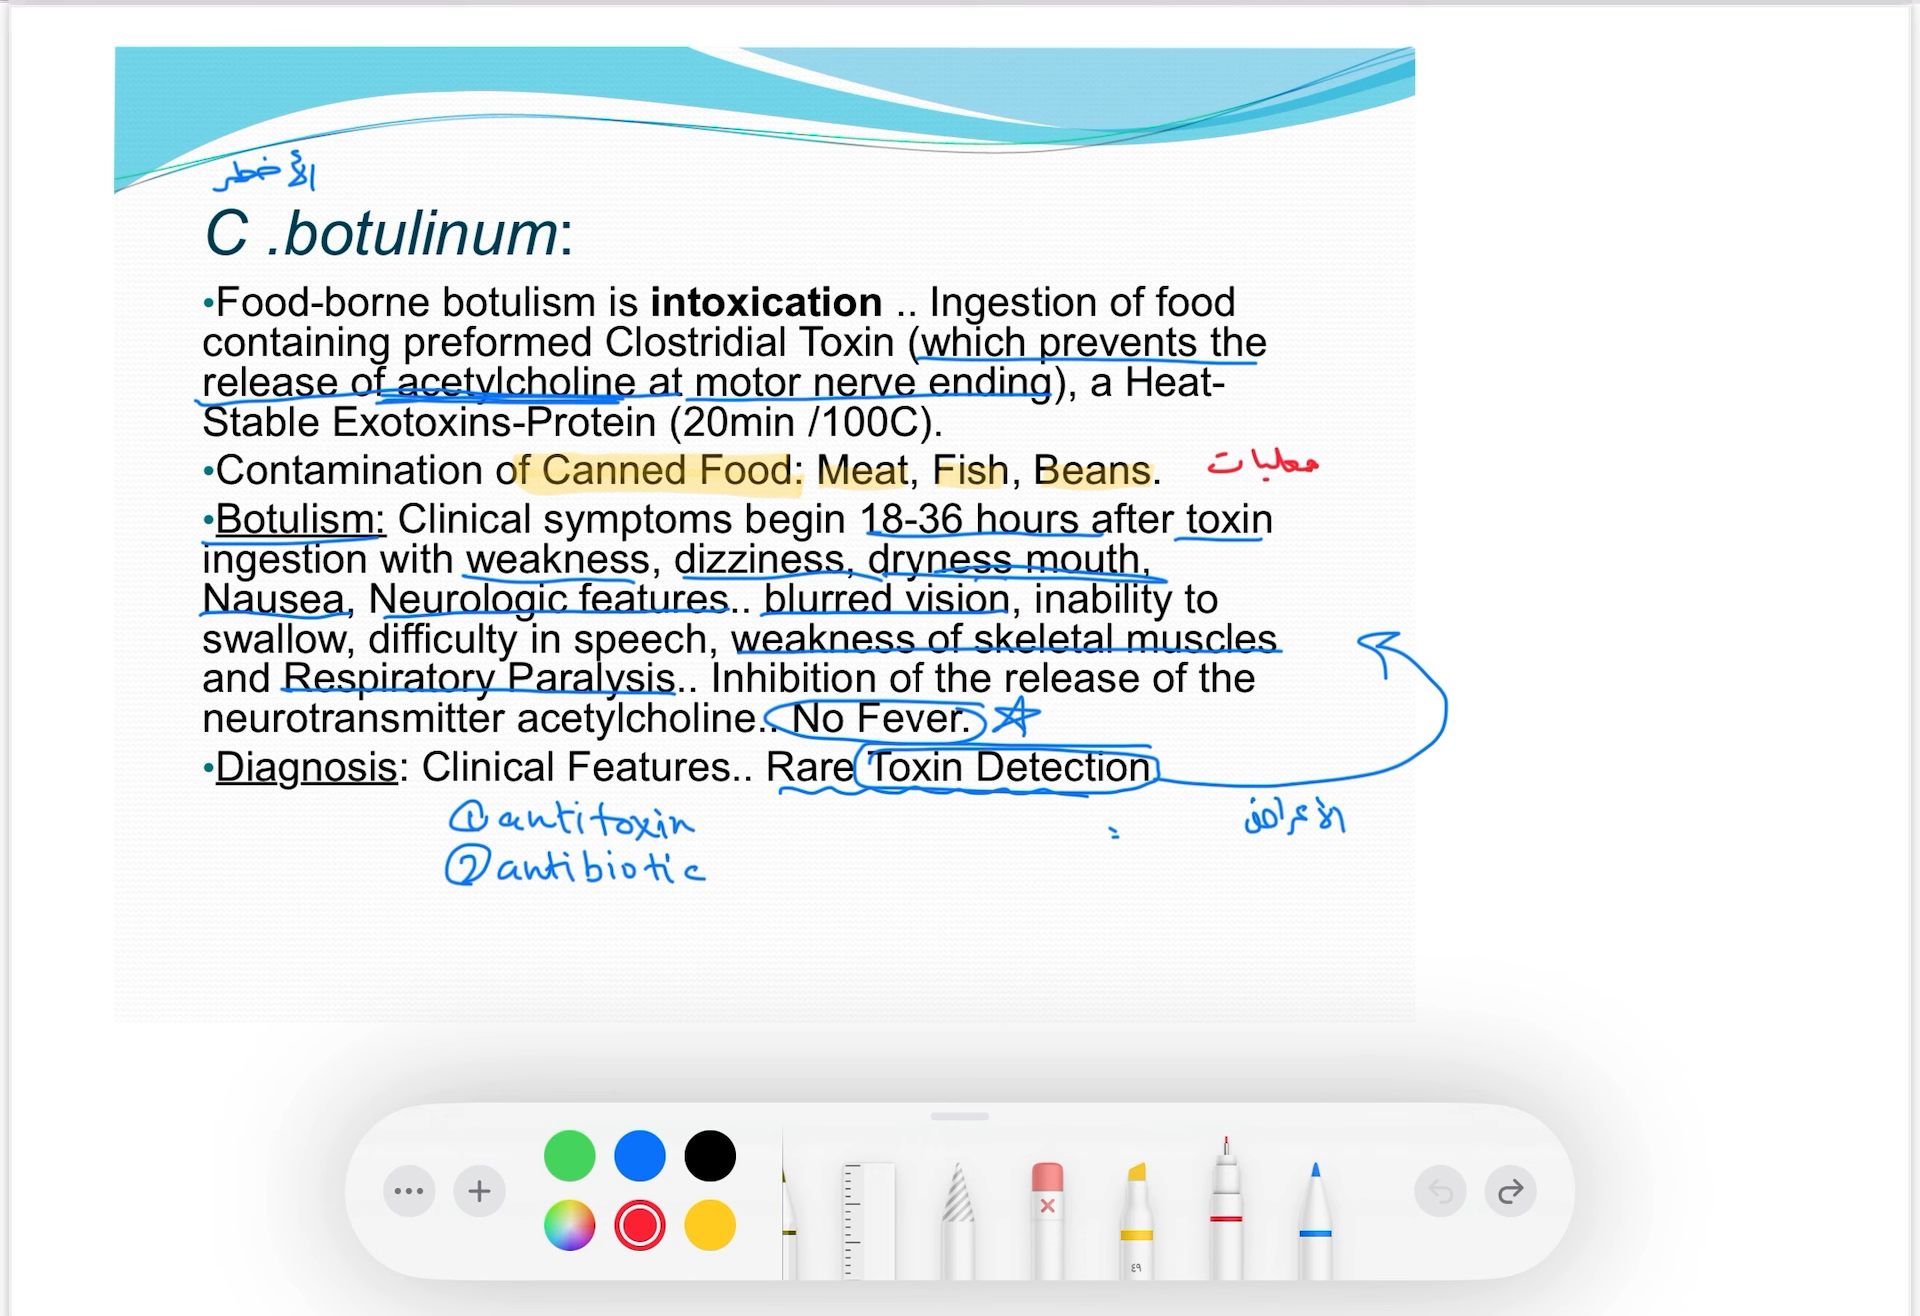 الأخطر
C .botulinum:
•Food-borne botulism is intoxication .. Ingestion of food
containing preformed Clostridial Toxin (which prevents the
release of acetylcholine at motor nerve ending), a Heat-
Stable Exotoxins-Protein (20min /100C).
•Contamination of Canned Food: Meat, Fish, Beans. معلبات
•Botulism: Clinical symptoms begin 18-36 hours after toxin
ingestion with weakness, dizziness, dryness mouth,
Nausea, Neurologic features.. blurred vision, inability to
swallow, difficulty in speech, weakness of skeletal muscles
and Respiratory Paralysis.. Inhibition of the release of the
neurotransmitter acetylcholine.. No Fever.
•Diagnosis: Clinical Features.. Rare Toxin Detection
① antitoxin الأعراض
② antibiotic
٤٩